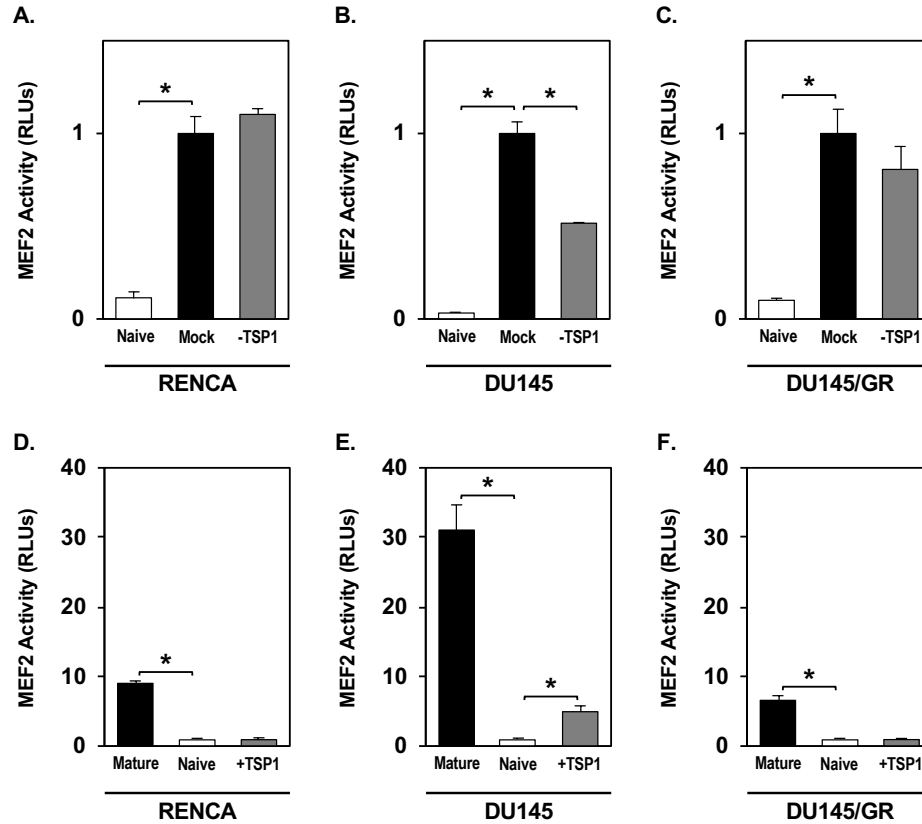 A.
MEF2 Activity (RLUs)
1
0
*
Naive Mock -TSP1
RENCA
B.
MEF2 Activity (RLUs)
1
0
* *
Naive Mock -TSP1
DU145
C.
MEF2 Activity (RLUs)
1
0
*
Naive Mock -TSP1
DU145/GR
D.
MEF2 Activity (RLUs)
40
30
20
10
0
*
Mature Naive +TSP1
RENCA
E.
MEF2 Activity (RLUs)
40
30
20
10
0
*
*
Mature Naive +TSP1
DU145
F.
MEF2 Activity (RLUs)
40
30
20
10
0
*
Mature Naive +TSP1
DU145/GR